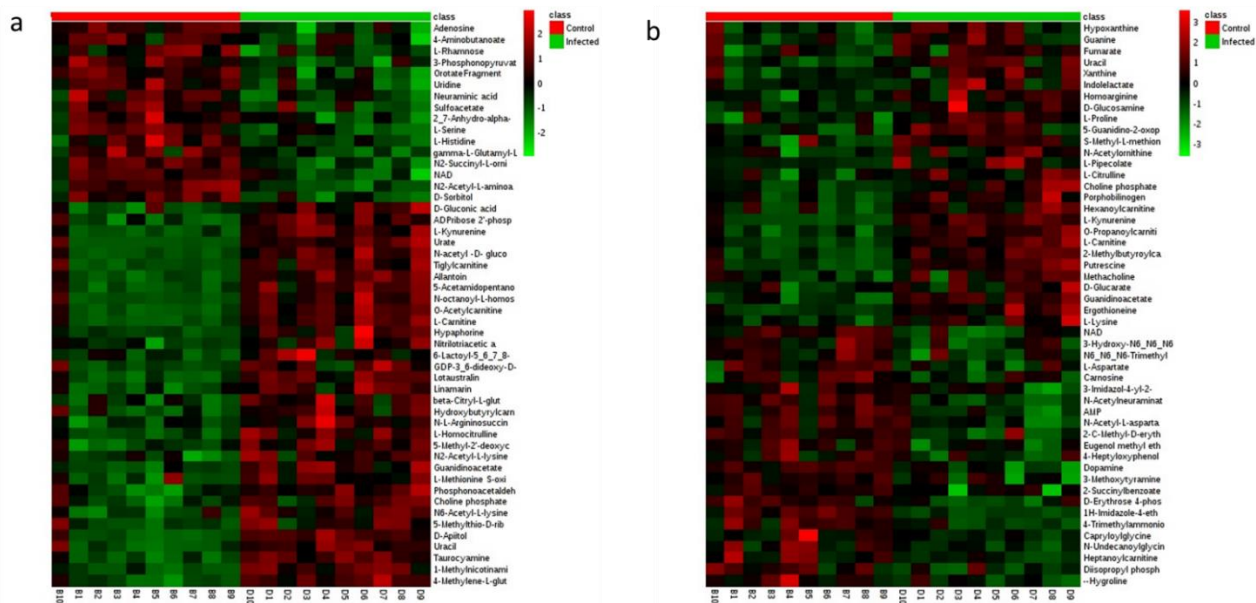 a
class
Adenosine
4-Aminobutanoate
L-Rhamnose
3-Phosphonopyruvat
OrotateFragment
Uridine
Neuraminic acid
Sulfoacetate
2_7-Anhydro-alpha-
L-Serine
L-Histidine
gamma-L-Glutamyl-L
N2-Succinyl-L-orni
NAD
N2-Acetyl-L-aminoa
D-Sorbitol
D-Gluconic acid
ADPribose 2'-phosp
L-Kynurenine
Urate
N-acetyl -D- gluco
Tiglylcarnitine
Allantoin
5-Acetamidopentano
N-octanoyl-L-homos
O-Acetylcarnitine
L-Carnitine
Hypaphorine
Nitrilotriacetic a
6-Lactoyl-5_6_7_8-
GDP-3_6-dideoxy-D-
Lotaustralin
Linamarin
beta-Citryl-L-glut
Hydroxybutyrylcarn
N-L-Argininosuccin
L-Homocitrulline
5-Methyl-2'-deoxyc
N2-Acetyl-L-lysine
Guanidinoacetate
L-Methionine S-oxi
Phosphonoacetaldeh
Choline phosphate
N6-Acetyl-L-lysine
5-Methylthio-D-rib
D-Apiitol
Uracil
Taurocyamine
1-Methylnicotinami
4-Methylene-L-glut
2
1
0
-1
-2
class
Control
Infected
B10
B1
B2
B3
B4
B5
B6
B7
B8
B9
D10
D1
D2
D3
D4
D5
D6
D7
D8
D9
b
class
Hypoxanthine
Guanine
Fumarate
Uracil
Xanthine
Indolelactate
Homoarginine
D-Glucosamine
L-Proline
5-Guanidino-2-oxop
S-Methyl-L-methion
N-Acetylornithine
L-Pipecolate
L-Citrulline
Choline phosphate
Porphobilinogen
Hexanoylcarnitine
L-Kynurenine
O-Propanoylcarniti
L-Carnitine
2-Methylbutyroylca
Putrescine
Methacholine
D-Glucarate
Guanidinoacetate
Ergothioneine
L-Lysine
NAD
3-Hydroxy-N6_N6_N6
N6_N6_N6-Trimethyl
L-Aspartate
Carnosine
3-Imidazol-4-yl-2-
N-Acetylneuraminat
AMP
N-Acetyl-L-asparta
2-C-Methyl-D-eryth
Eugenol methyl eth
4-Heptyloxyphenol
Dopamine
3-Methoxytyramine
2-Succinylbenzoate
D-Erythrose 4-phos
1H-Imidazole-4-eth
4-Trimethylammonio
Capryloylglycine
N-Undecanoylglycin
Heptanoylcarnitine
Diisopropyl phosph
--Hygroline
3
2
1
0
-1
-2
-3
class
Control
Infected
B10
B1
B2
B3
B4
B5
B6
B7
B8
B9
D10
D1
D2
D3
D4
D5
D6
D7
D8
D9